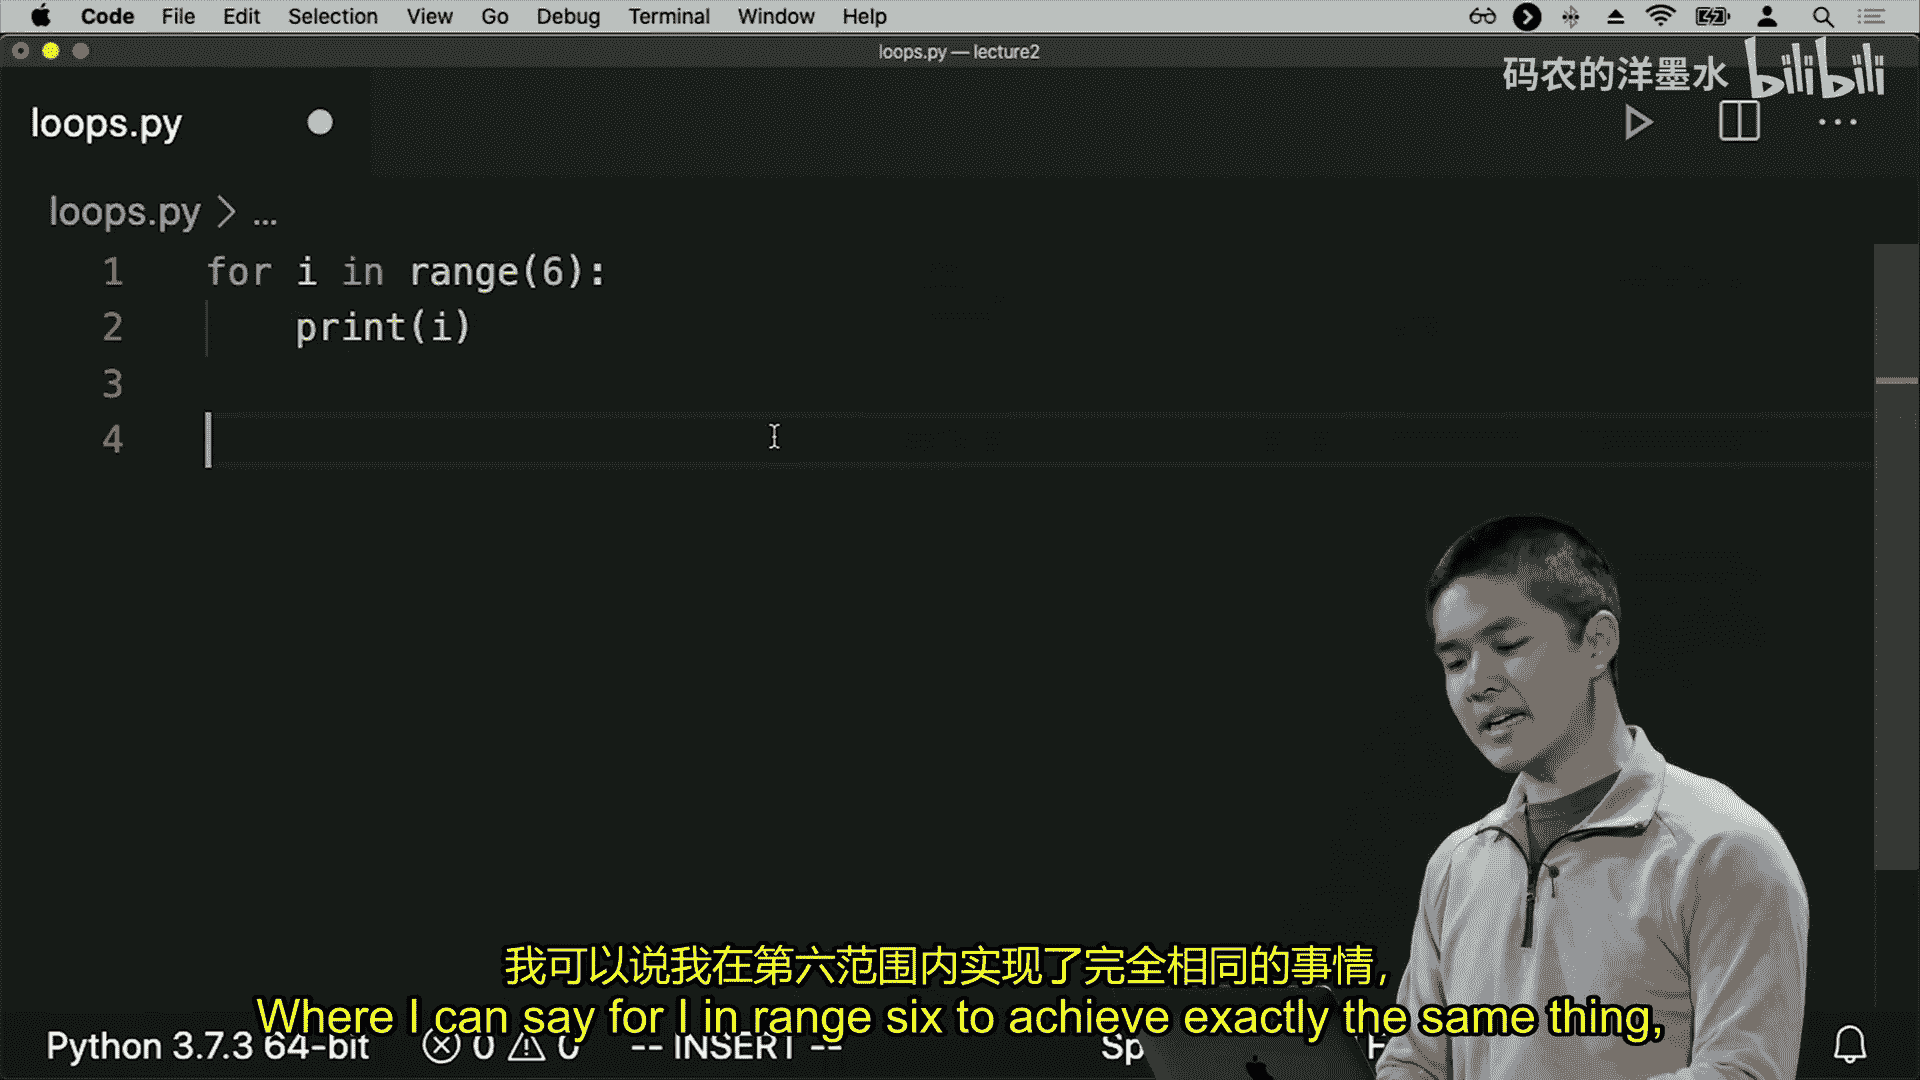 Code File Edit Selection View Go Debug Terminal Window Help
loops.py — lecture2
码农的洋墨水 bilibili
loops.py
loops.py > ...
1 for i in range(6):
2 print(i)
3
4
我可以说我在第六范围内实现了完全相同的事情，
Where I can say for I in range six to achieve exactly the same thing,
Python 3.7.3 64-bit 0 0 -- INSERT -- Sp